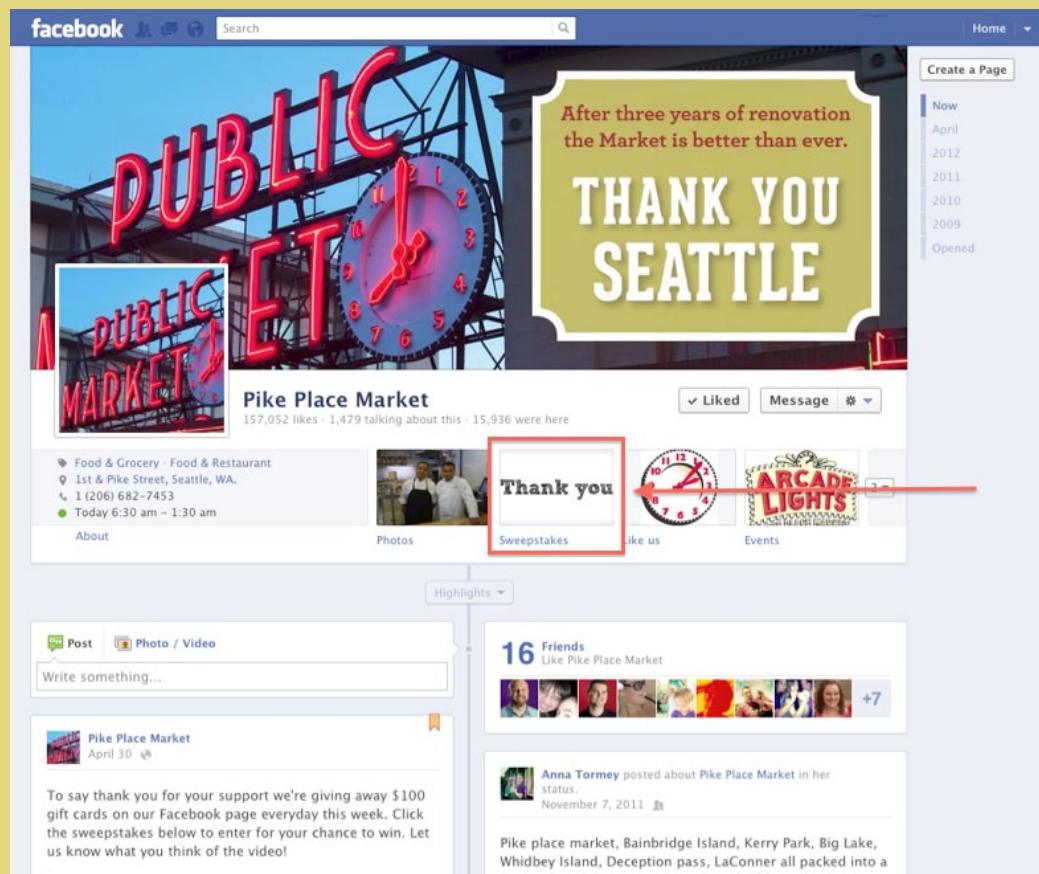 facebook
Search
Home
Create a Page
Now
April
2012
2011
2010
2009
Opened
PUBLIC
MARKET
After three years of renovation
the Market is better than ever.
THANK YOU
SEATTLE
PUBLIC
MARKET
Pike Place Market
157,052 likes · 1,479 talking about this · 15,936 were here
✓ Liked
Message
Food & Grocery · Food & Restaurant
1st & Pike Street, Seattle, WA.
1 (206) 682-7453
Today 6:30 am – 1:30 am
About
Photos
Thank you
Sweepstakes
Like us
ARCADE
LIGHTS
Events
Highlights
Post
Photo / Video
Write something...
16 Friends
Like Pike Place Market
+7
Pike Place Market
April 30
To say thank you for your support we're giving away $100
gift cards on our Facebook page everyday this week. Click
the sweepstakes below to enter for your chance to win. Let
us know what you think of the video!
Anna Tormey posted about Pike Place Market in her
status.
November 7, 2011
Pike place market, Bainbridge Island, Kerry Park, Big Lake,
Whidbey Island, Deception pass, LaConner all packed into a